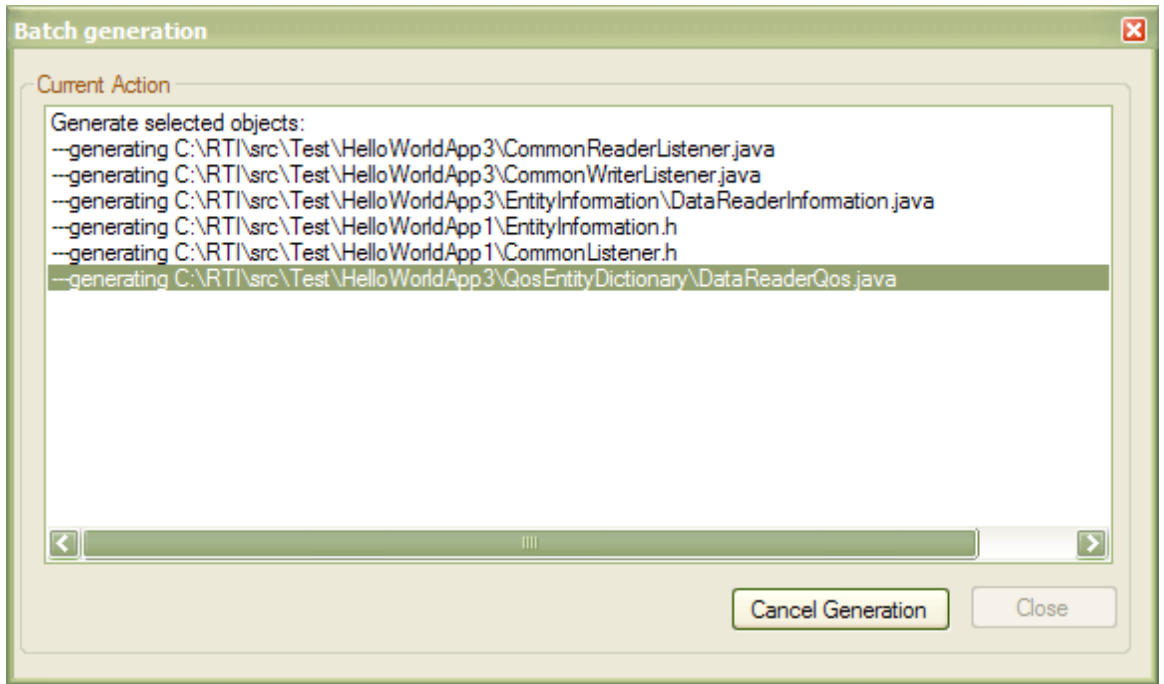 Batch generation
Current Action
Generate selected objects:
---generating C:\RTI\src\Test\HelloWorldApp3\CommonReaderListener.java
---generating C:\RTI\src\Test\HelloWorldApp3\CommonWriterListener.java
---generating C:\RTI\src\Test\HelloWorldApp3\EntityInformation\DataReaderInformation.java
---generating C:\RTI\src\Test\HelloWorldApp1\EntityInformation.h
---generating C:\RTI\src\Test\HelloWorldApp1\CommonListener.h
---generating C:\RTI\src\Test\HelloWorldApp3\QosEntityDictionary\DataReaderQos.java
Cancel Generation
Close